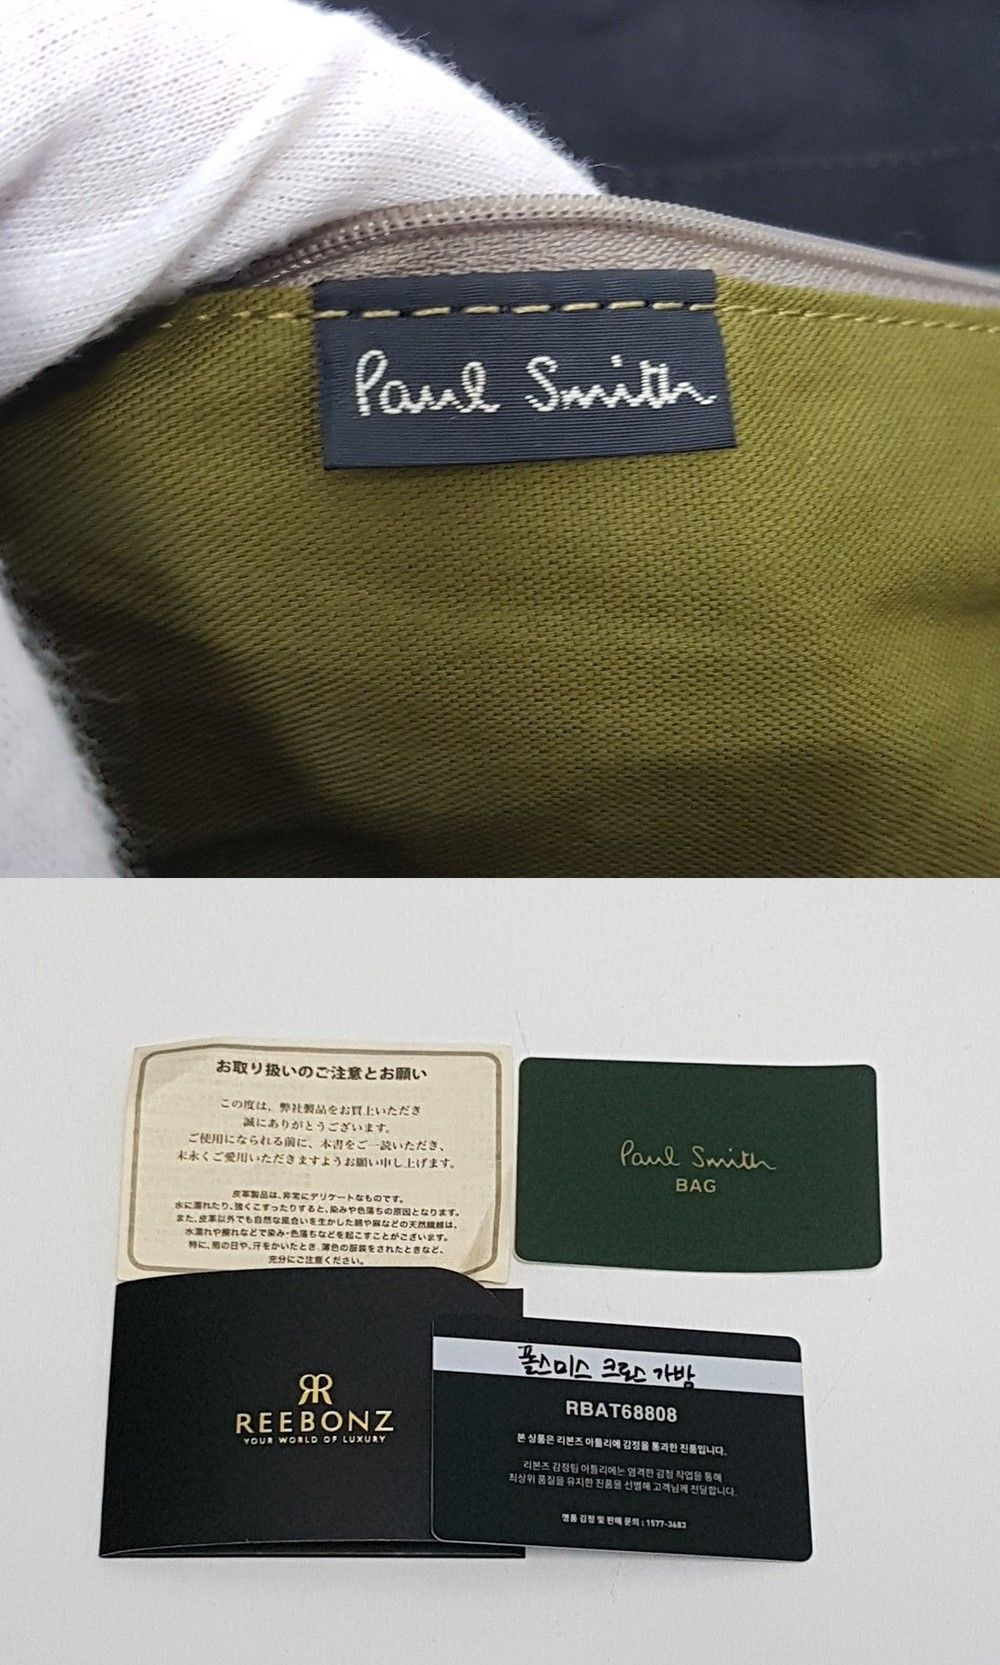 Paul Smith
お取り扱いのご注意とお願い
この度は、弊社製品をお買上いただき
誠にありがとうございます。
ご使用になられる前に、本書をご一読いただき、
末永くご愛用いただきますようお願い申し上げます。
皮革製品は、非常にデリケートなものです。
水に濡れたり、強くこすったりすると、染みや色落ちの原因となります。
また、皮革以外でも自然な風合いを生かした綿や麻などの天然繊維は、
水濡れや擦れなどで染み・色落ちなどを起こすことがございます。
特に、雨の日や、汗をかいたとき、薄色の服装をされたときなど、
充分にご注意ください。
Paul Smith
BAG
REEBONZ
YOUR WORLD OF LUXURY
폴스미스 크로스 가방
RBAT68808
본 상품은 리본즈 아틀리에 감정을 통과한 진품입니다.
리본즈 감정팀 아틀리에는 엄격한 감정 작업을 통해
최상위 품질을 유지한 진품을 선별해 고객님께 전달합니다.
명품 감정 및 판매 문의 : 1577-3683